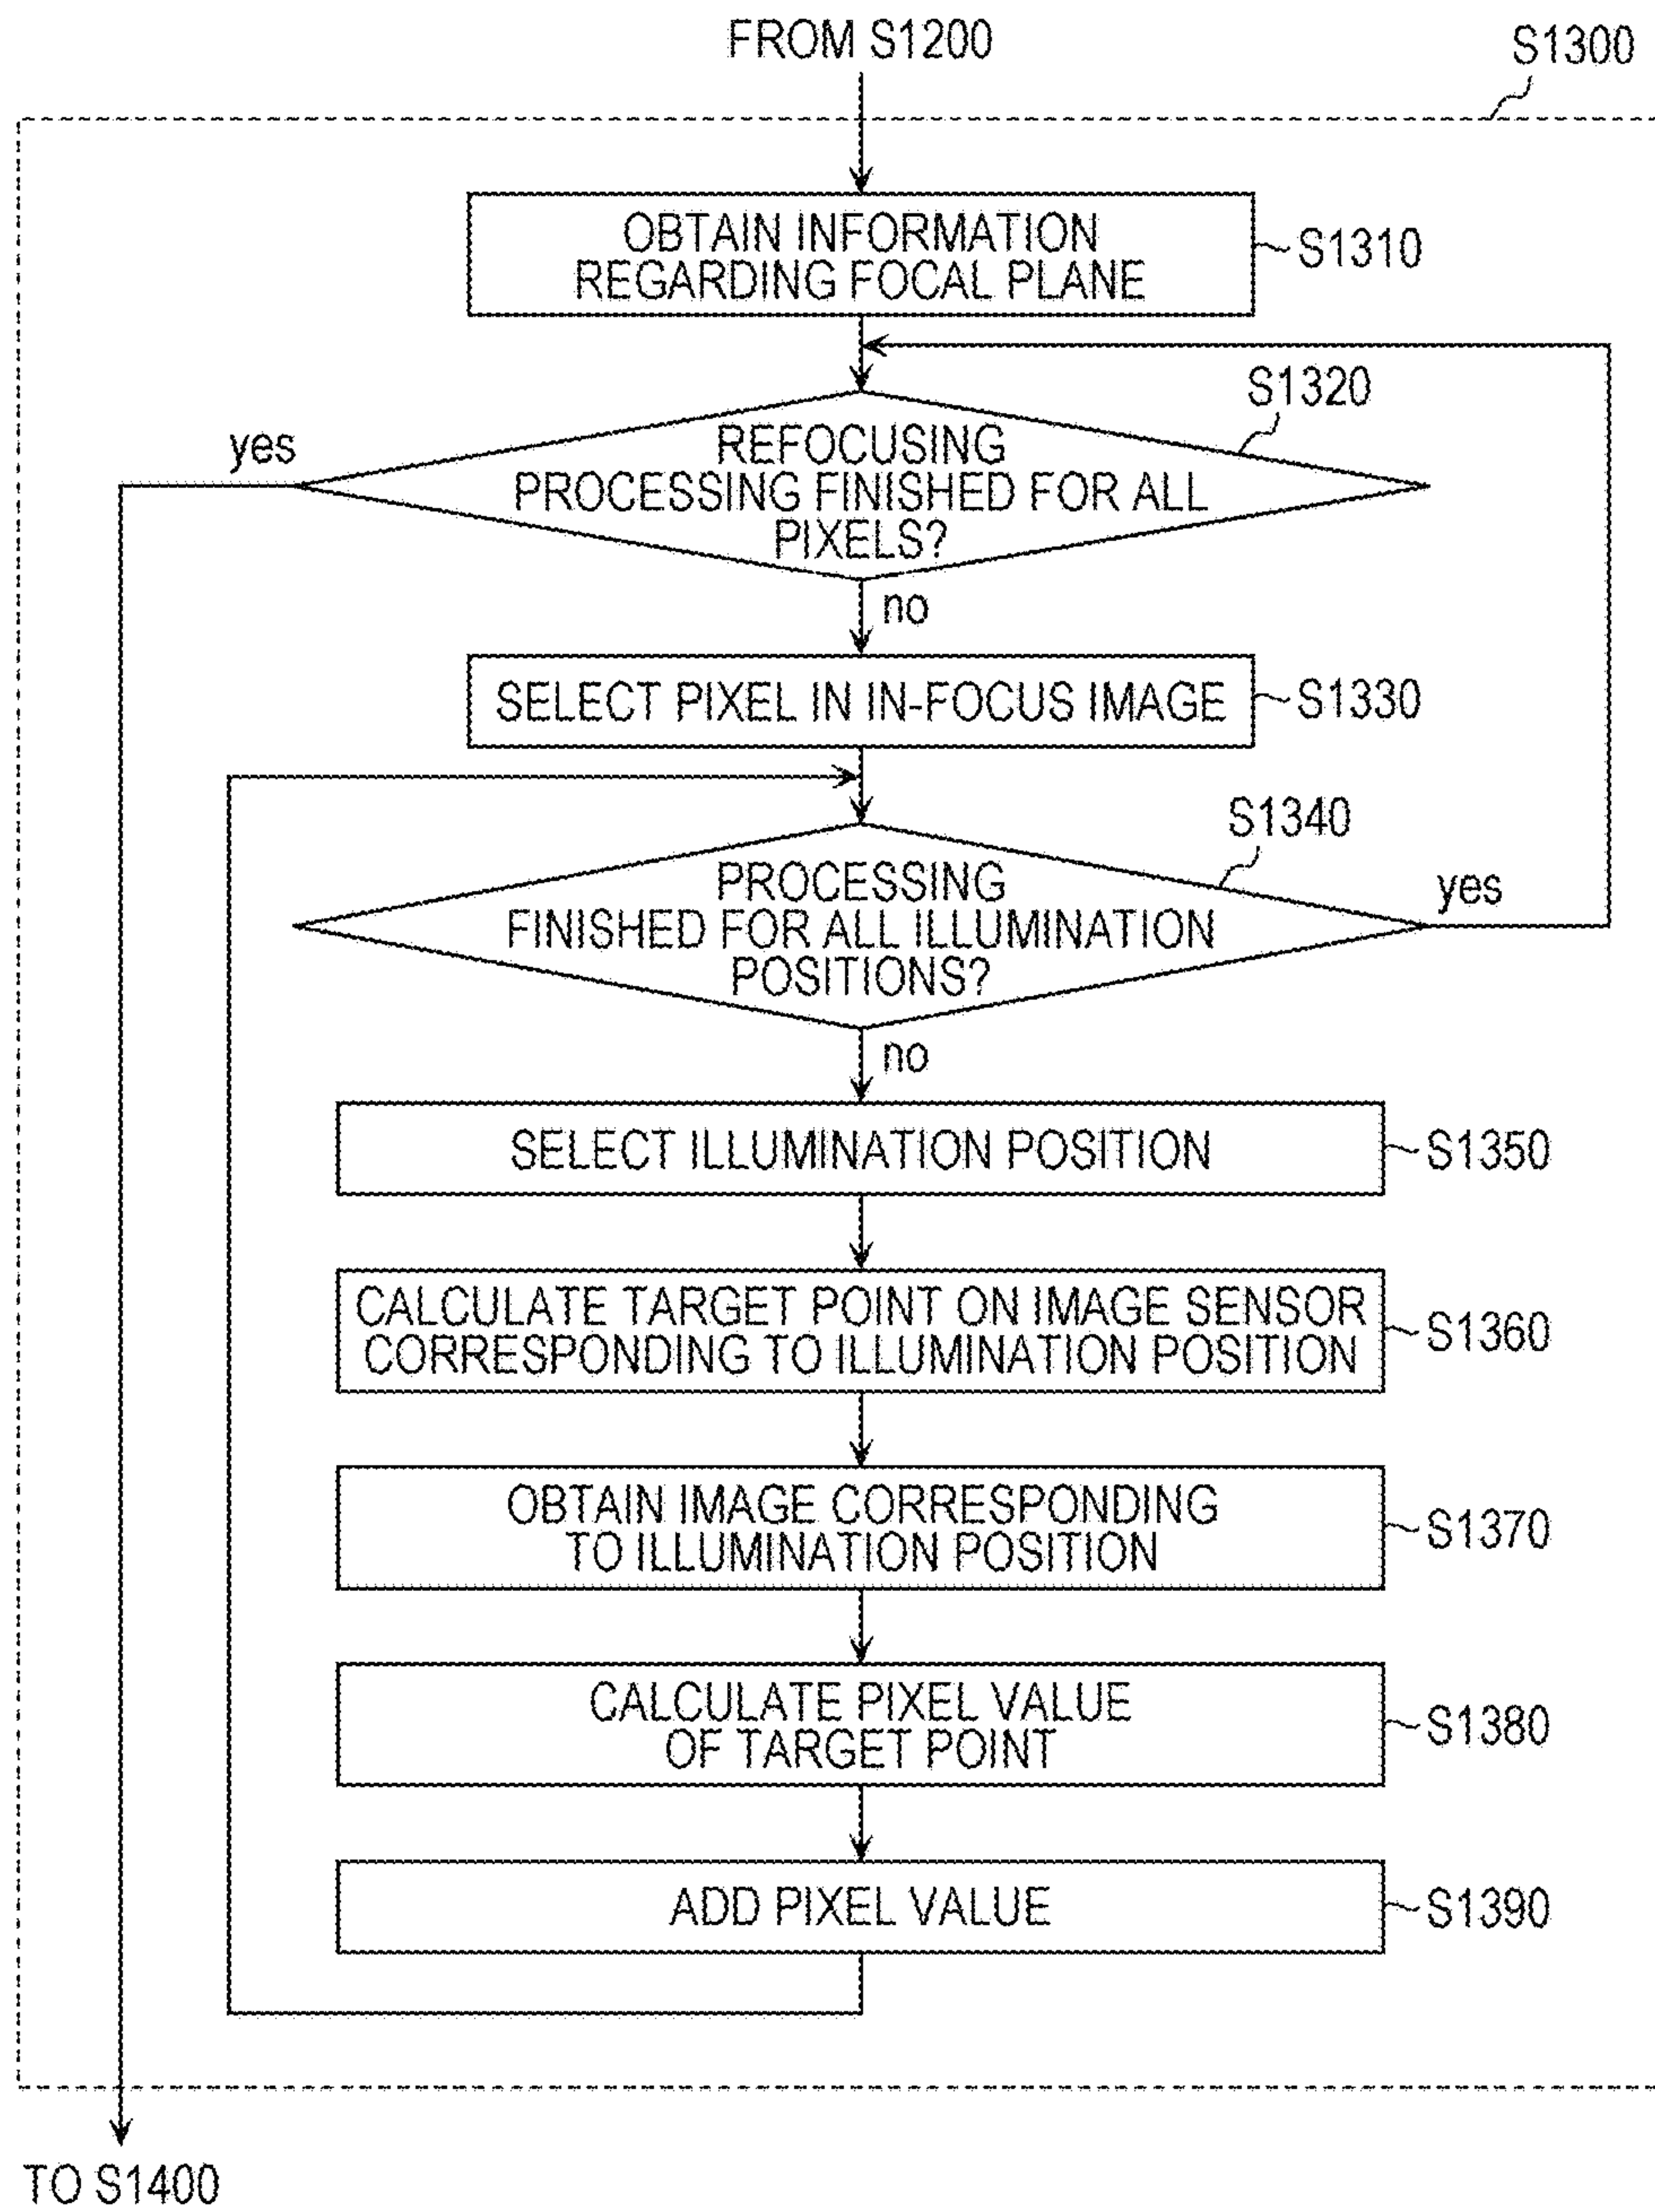 FROM S1200
S1300
OBTAIN INFORMATION
REGARDING FOCAL PLANE
S1310
S1320
yes
REFOCUSING
PROCESSING FINISHED FOR ALL
PIXELS?
no
SELECT PIXEL IN IN-FOCUS IMAGE
S1330
S1340
PROCESSING
FINISHED FOR ALL ILLUMINATION
POSITIONS?
yes
no
SELECT ILLUMINATION POSITION
S1350
CALCULATE TARGET POINT ON IMAGE SENSOR
CORRESPONDING TO ILLUMINATION POSITION
S1360
OBTAIN IMAGE CORRESPONDING
TO ILLUMINATION POSITION
S1370
CALCULATE PIXEL VALUE
OF TARGET POINT
S1380
ADD PIXEL VALUE
S1390
TO S1400